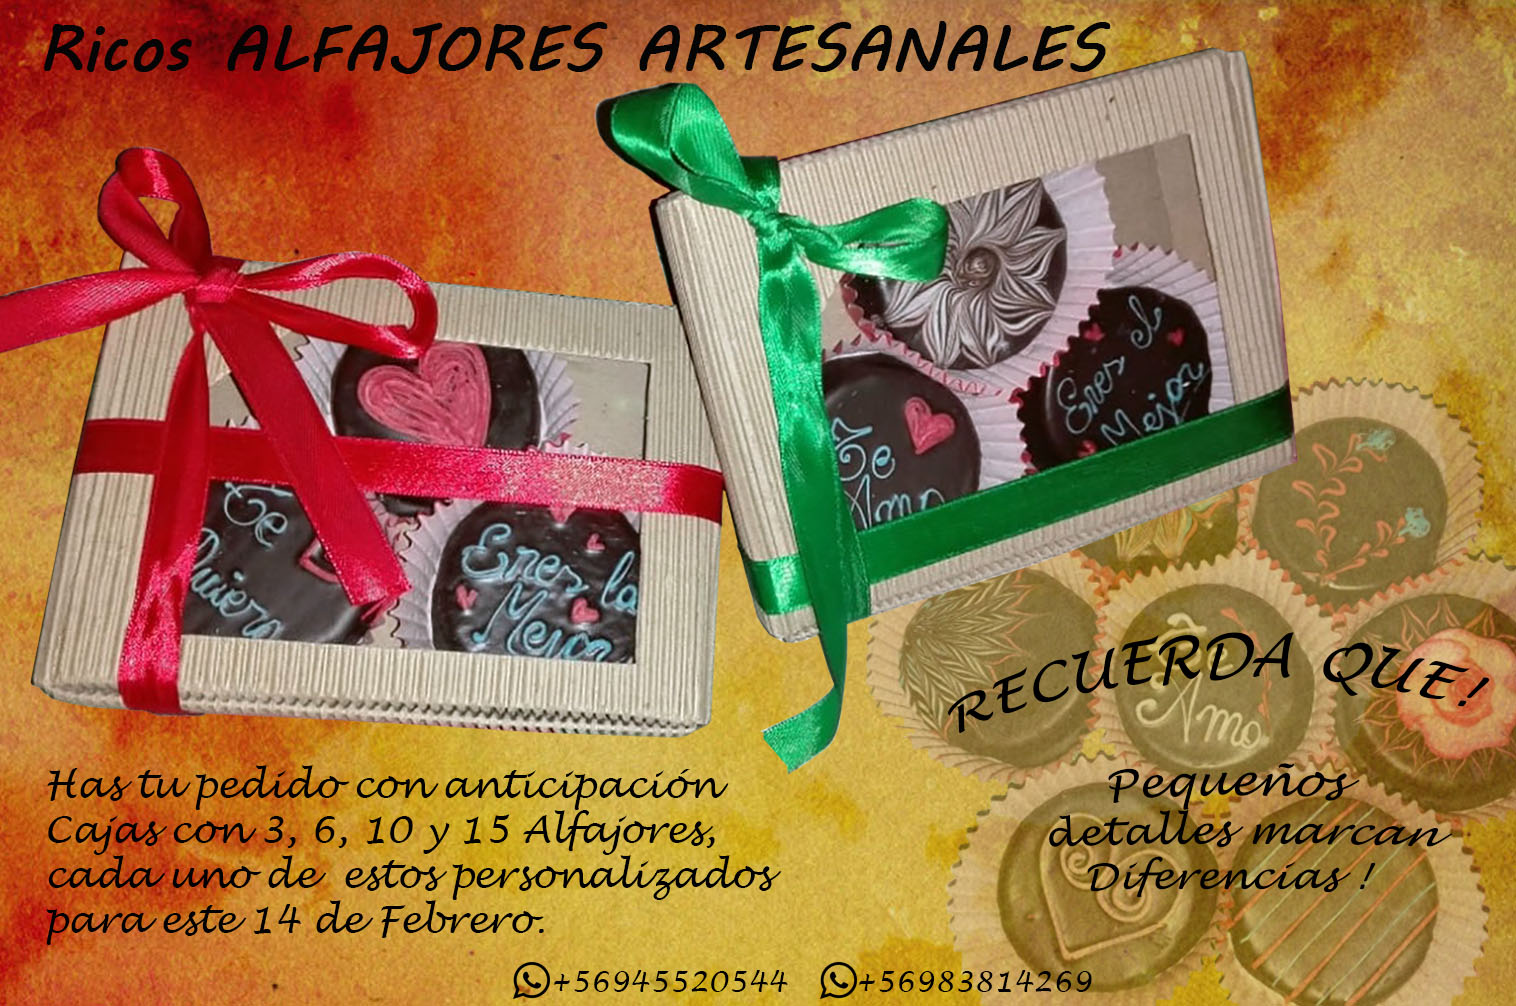 Ricos ALFAJORES ARTESANALES
Te
Quiero
Eres la
Mejor
Te
Amo
Eres el
Mejor
RECUERDA QUE!
Amo
Has tu pedido con anticipación
Cajas con 3, 6, 10 y 15 Alfajores,
cada uno de estos personalizados
para este 14 de Febrero.
Pequeños
detalles marcan
Diferencias !
+56945520544 +56983814269